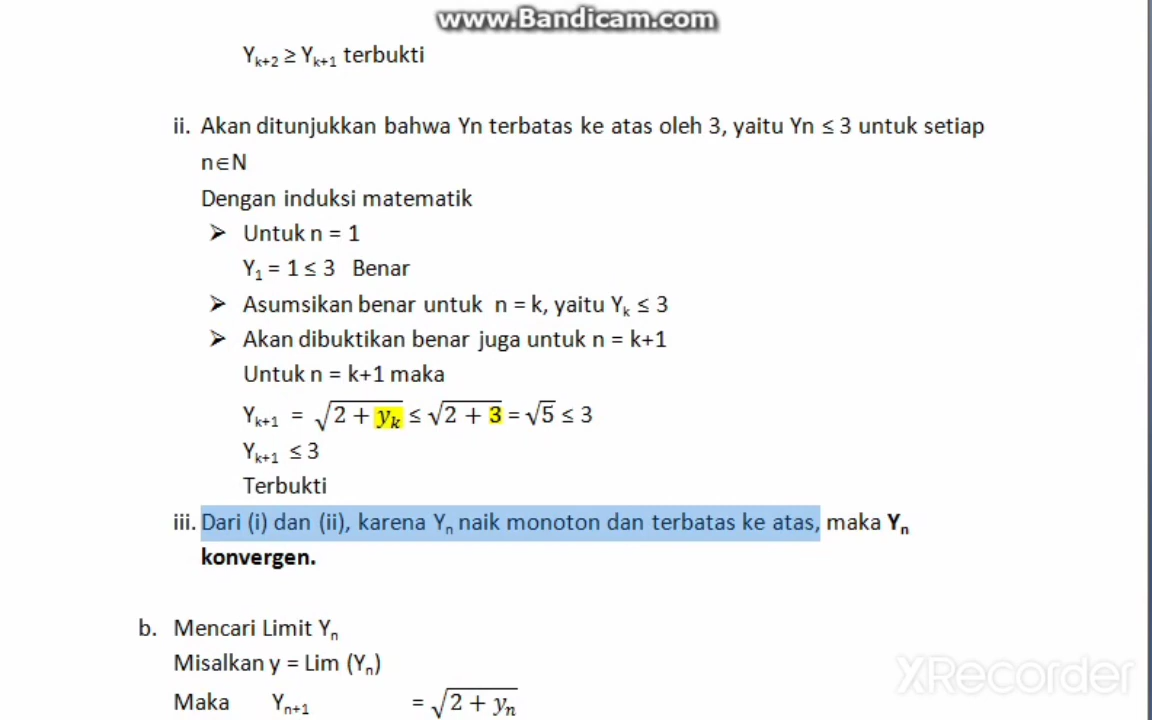 www.Bandicam.com
Yk+2 ≥ Yk+1 terbukti
ii. Akan ditunjukkan bahwa Yn terbatas ke atas oleh 3, yaitu Yn ≤ 3 untuk setiap
n∈N
Dengan induksi matematik
➢ Untuk n = 1
Y1 = 1 ≤ 3 Benar
➢ Asumsikan benar untuk n = k, yaitu Yk ≤ 3
➢ Akan dibuktikan benar juga untuk n = k+1
Untuk n = k+1 maka
Yk+1 = √2 + yk ≤ √2 + 3 = √5 ≤ 3
Yk+1 ≤ 3
Terbukti
iii. Dari (i) dan (ii), karena Yn naik monoton dan terbatas ke atas, maka Yn
konvergen.
b. Mencari Limit Yn
Misalkan y = Lim (Yn)
XRecorder
Maka Yn+1 = √2 + yn